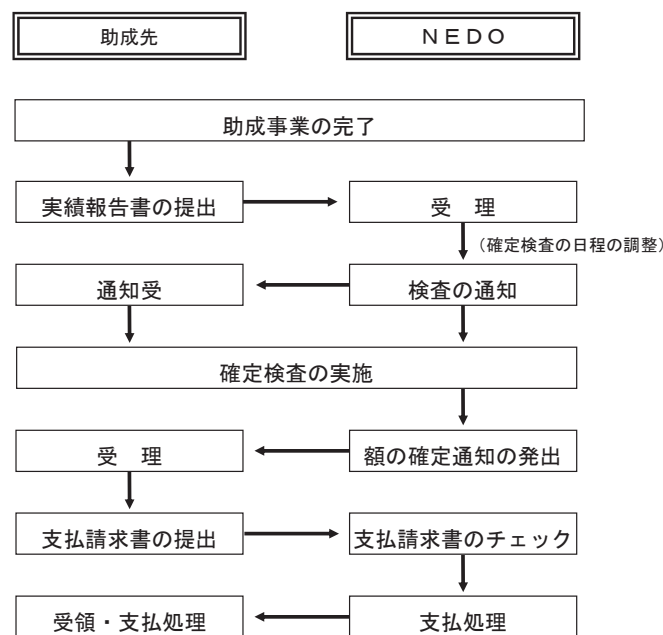 助成先
ＮＥＤＯ
助成事業の完了
実績報告書の提出
受　理
（確定検査の日程の調整）
通知受
検査の通知
確定検査の実施
受　理
額の確定通知の発出
支払請求書の提出
支払請求書のチェック
受領・支払処理
支払処理